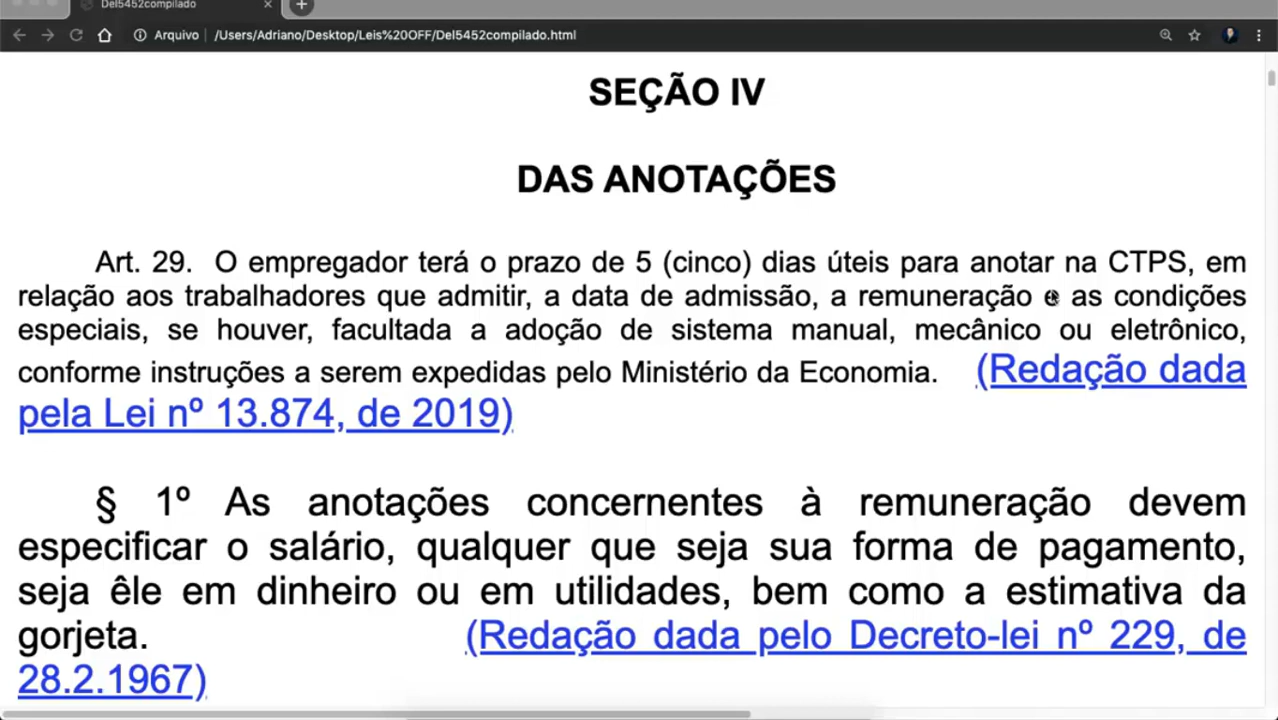 Del5452compilado
Arquivo | /Users/Adriano/Desktop/Leis%20OFF/Del5452compilado.html
SEÇÃO IV
DAS ANOTAÇÕES
Art. 29. O empregador terá o prazo de 5 (cinco) dias úteis para anotar na CTPS, em
relação aos trabalhadores que admitir, a data de admissão, a remuneração e as condições
especiais, se houver, facultada a adoção de sistema manual, mecânico ou eletrônico,
conforme instruções a serem expedidas pelo Ministério da Economia. (Redação dada
pela Lei nº 13.874, de 2019)
§ 1º As anotações concernentes à remuneração devem
especificar o salário, qualquer que seja sua forma de pagamento,
seja êle em dinheiro ou em utilidades, bem como a estimativa da
gorjeta. (Redação dada pelo Decreto-lei nº 229, de
28.2.1967)